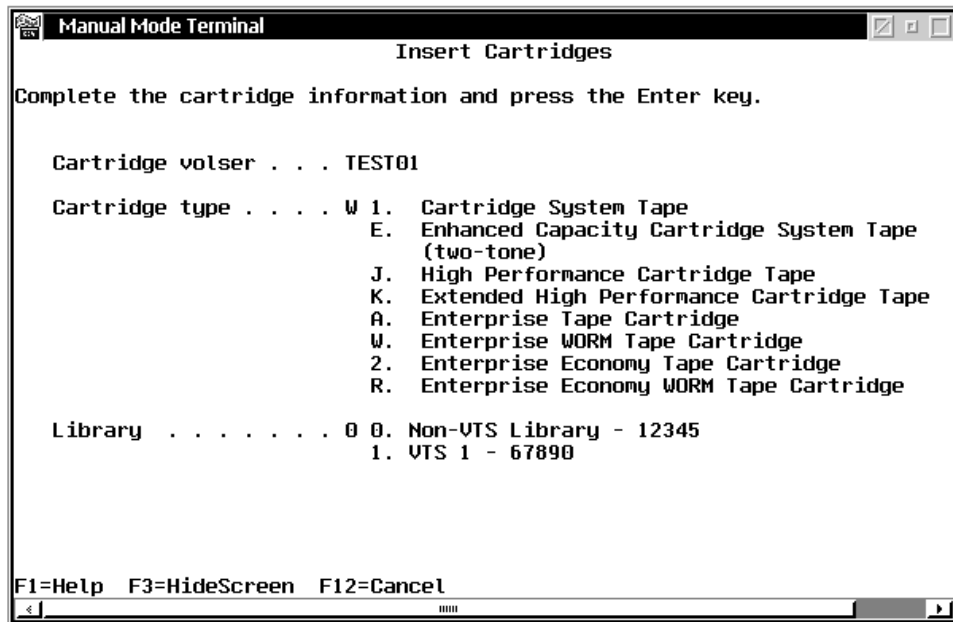 Manual Mode Terminal
Insert Cartridges
Complete the cartridge information and press the Enter key.
Cartridge volser . . . TEST01
Cartridge type . . . . W 1. Cartridge System Tape
E. Enhanced Capacity Cartridge System Tape
(two-tone)
J. High Performance Cartridge Tape
K. Extended High Performance Cartridge Tape
A. Enterprise Tape Cartridge
W. Enterprise WORM Tape Cartridge
2. Enterprise Economy Tape Cartridge
R. Enterprise Economy WORM Tape Cartridge
Library . . . . . . . 0 0. Non-VTS Library - 12345
1. VTS 1 - 67890
F1=Help F3=HideScreen F12=Cancel